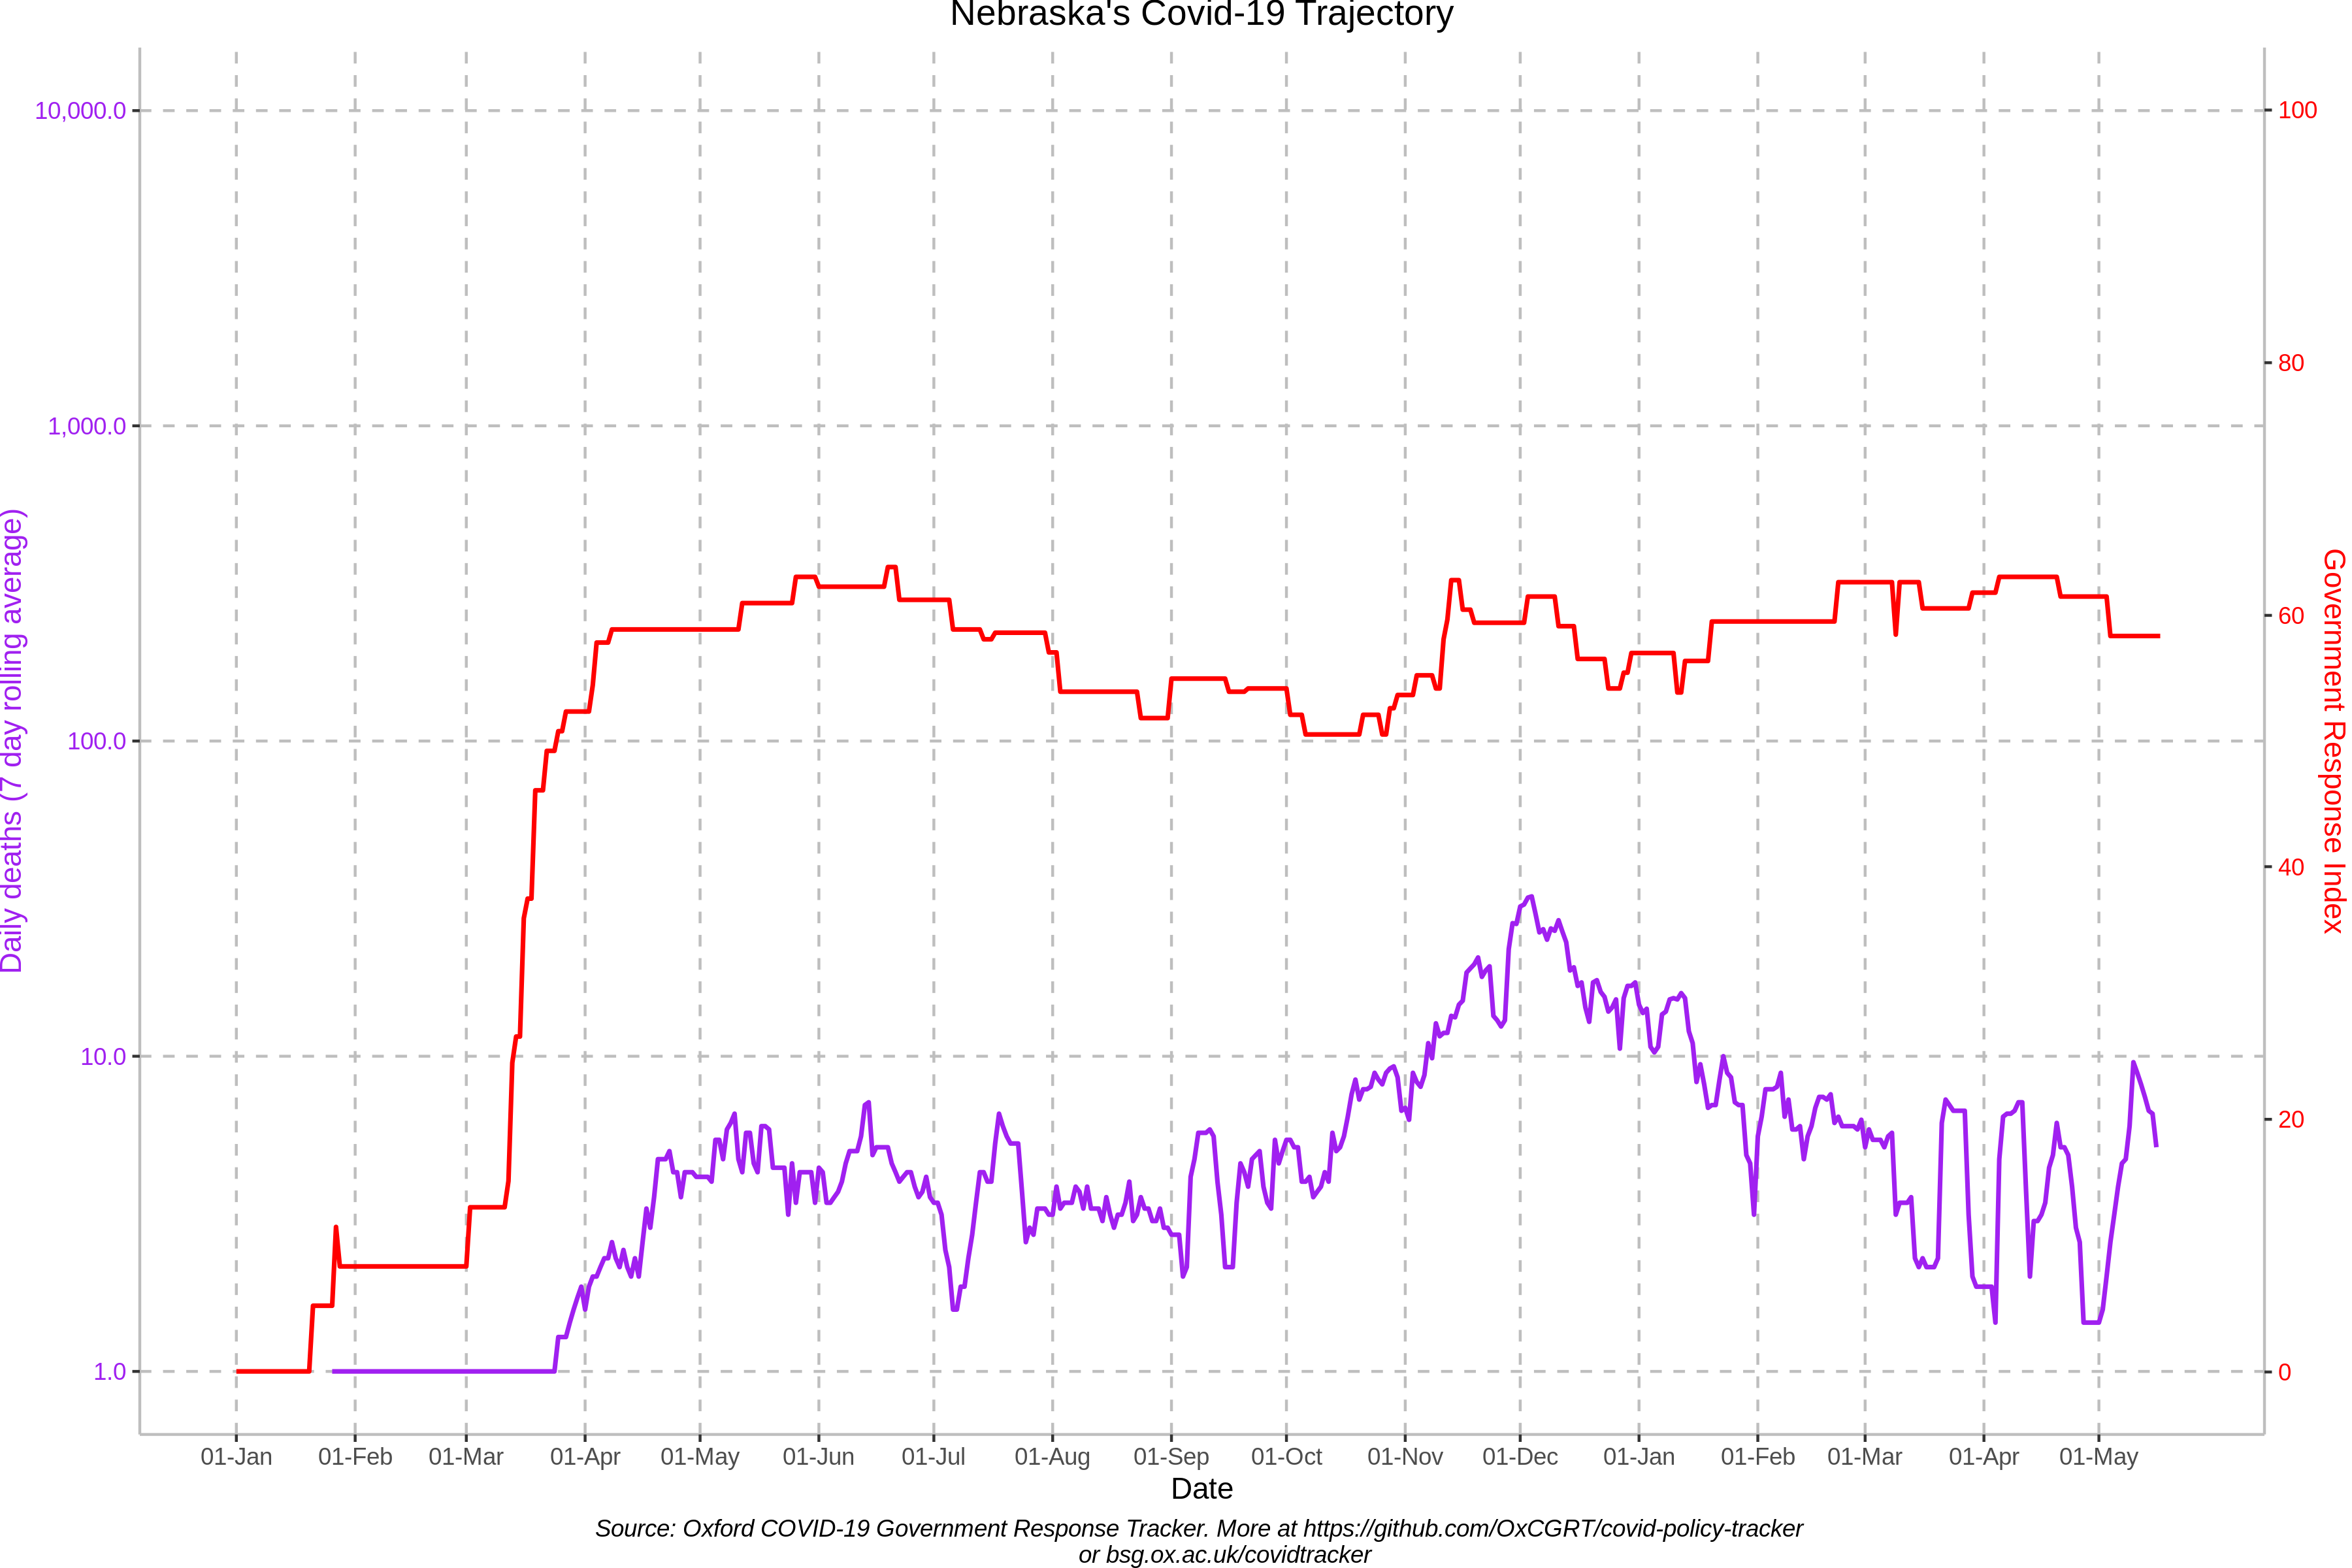 Nebraska's Covid-19 Trajectory
10,000.0
1,000.0
100.0
10.0
1.0
Daily deaths (7 day rolling average)
100
80
60
40
20
0
Government Response Index
01-Jan 01-Feb 01-Mar 01-Apr 01-May 01-Jun 01-Jul 01-Aug 01-Sep 01-Oct 01-Nov 01-Dec 01-Jan 01-Feb 01-Mar 01-Apr 01-May
Date
Source: Oxford COVID-19 Government Response Tracker. More at https://github.com/OxCGRT/covid-policy-tracker
or bsg.ox.ac.uk/covidtracker